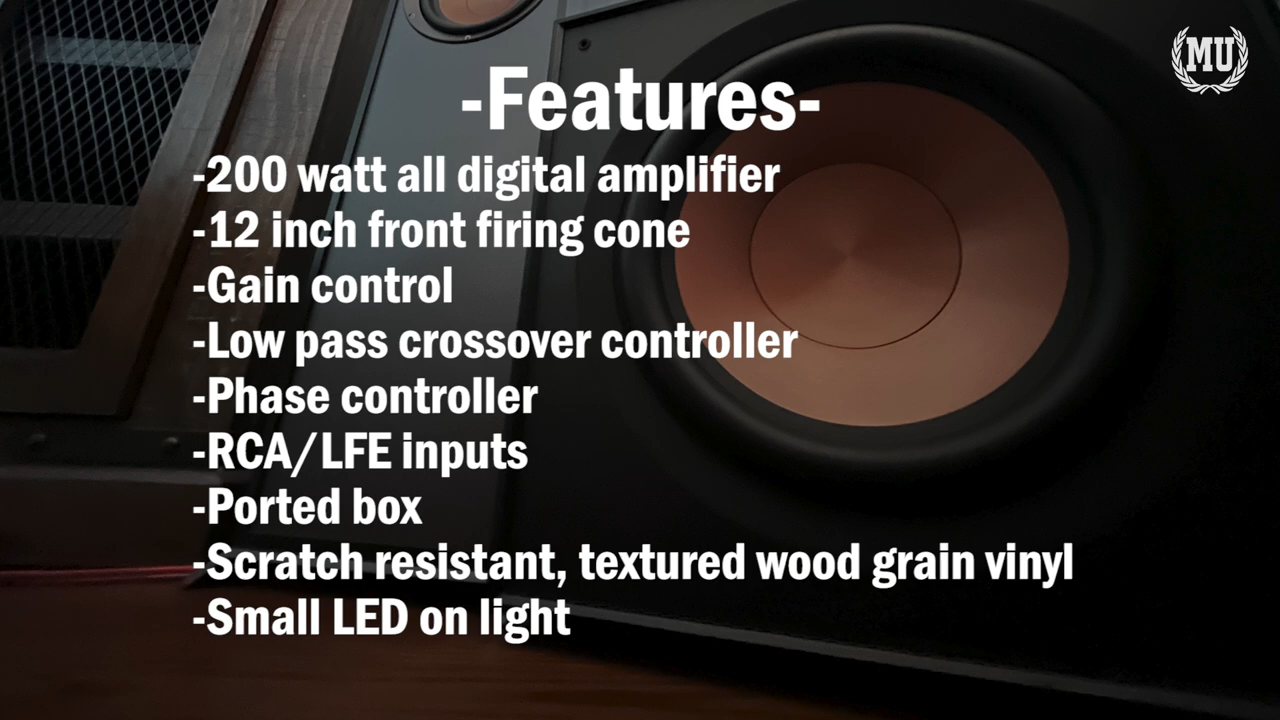 MU
-Features-
-200 watt all digital amplifier
-12 inch front firing cone
-Gain control
-Low pass crossover controller
-Phase controller
-RCA/LFE inputs
-Ported box
-Scratch resistant, textured wood grain vinyl
-Small LED on light